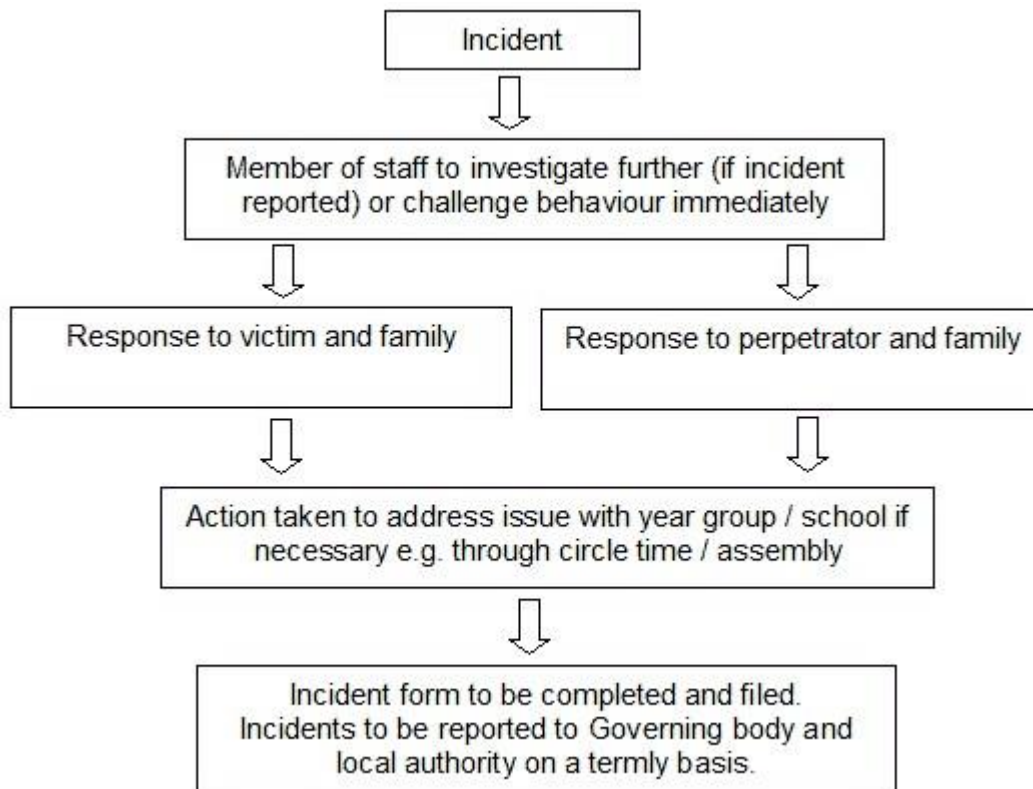 Incident
Member of staff to investigate further (if incident
reported) or challenge behaviour immediately
Response to victim and family
Response to perpetrator and family
Action taken to address issue with year group / school if
necessary e.g. through circle time / assembly
Incident form to be completed and filed.
Incidents to be reported to Governing body and
local authority on a termly basis.